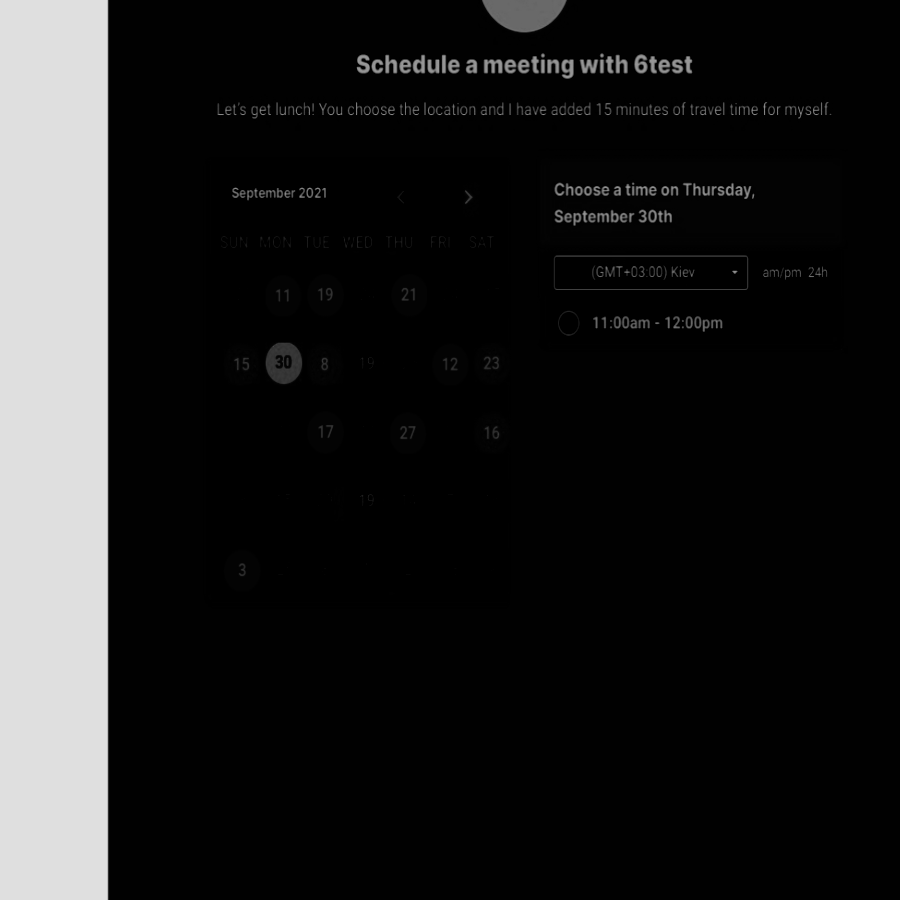 Schedule a meeting with 6test
Let's get lunch! You choose the location and I have added 15 minutes of travel time for myself.
September 2021
SUN MON TUE WED THU FRI SAT
11 19 21
15 30 8 19 12 23
17 27 16
19
3
Choose a time on Thursday,
September 30th
(GMT+03:00) Kiev am/pm 24h
11:00am - 12:00pm